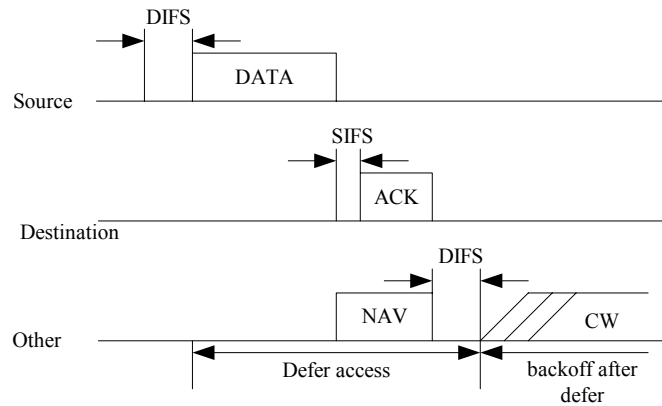 DIFS
DATA
Source
SIFS
ACK
Destination
DIFS
NAV
CW
Other
Defer access
backoff after
defer